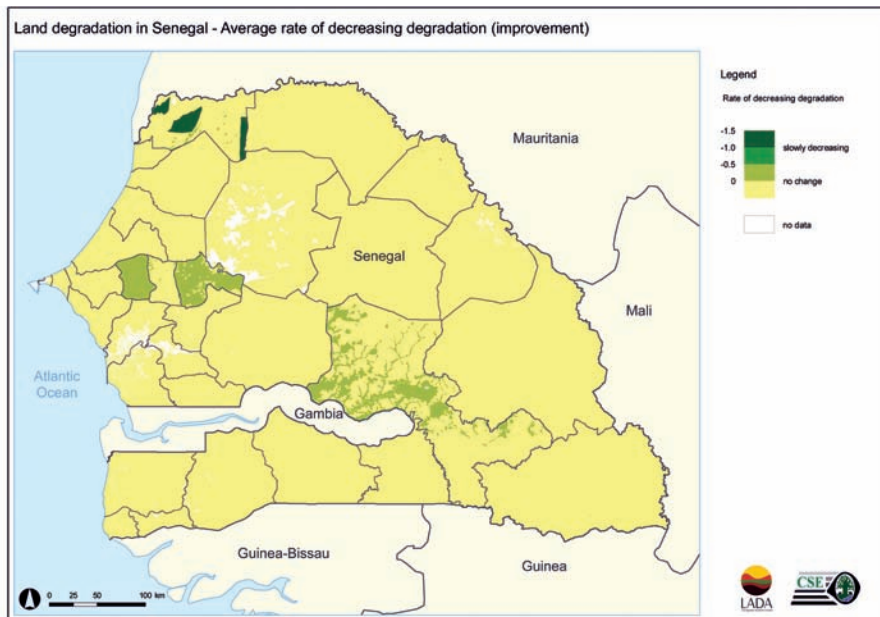 Land degradation in Senegal - Average rate of decreasing degradation (improvement)
Legend
Rate of decreasing degradation
-1.5
-1.0
slowly decreasing
-0.5
0
no change
no data
Mauritania
Senegal
Mali
Atlantic
Ocean
Gambia
Guinea-Bissau
Guinea
0 25 50 100 km
LADA
CSE